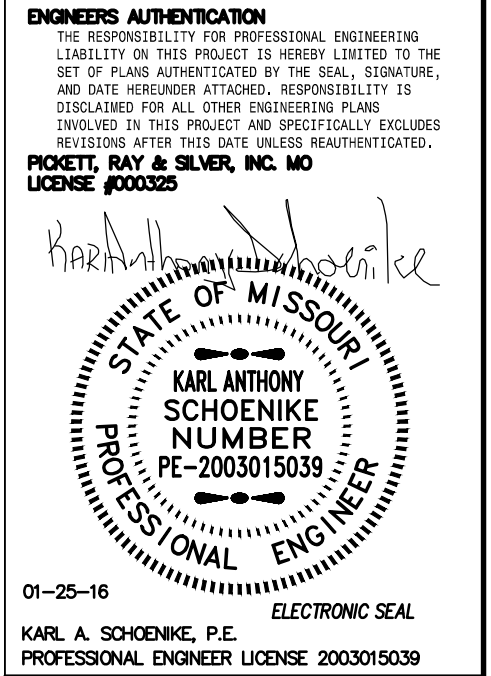 ENGINEERS AUTHENTICATION
THE RESPONSIBILITY FOR PROFESSIONAL ENGINEERING
LIABILITY ON THIS PROJECT IS HEREBY LIMITED TO THE
SET OF PLANS AUTHENTICATED BY THE SEAL, SIGNATURE,
AND DATE HEREUNDER ATTACHED. RESPONSIBILITY IS
DISCLAIMED FOR ALL OTHER ENGINEERING PLANS
INVOLVED IN THIS PROJECT AND SPECIFICALLY EXCLUDES
REVISIONS AFTER THIS DATE UNLESS REAUTHENTICATED.
PICKETT, RAY & SILVER, INC. MO
LICENSE #000325
Karl Anthony Schoenike
STATE OF MISSOURI
KARL ANTHONY
SCHOENIKE
NUMBER
PE-2003015039
PROFESSIONAL ENGINEER
01-25-16
ELECTRONIC SEAL
KARL A. SCHOENIKE, P.E.
PROFESSIONAL ENGINEER LICENSE 2003015039